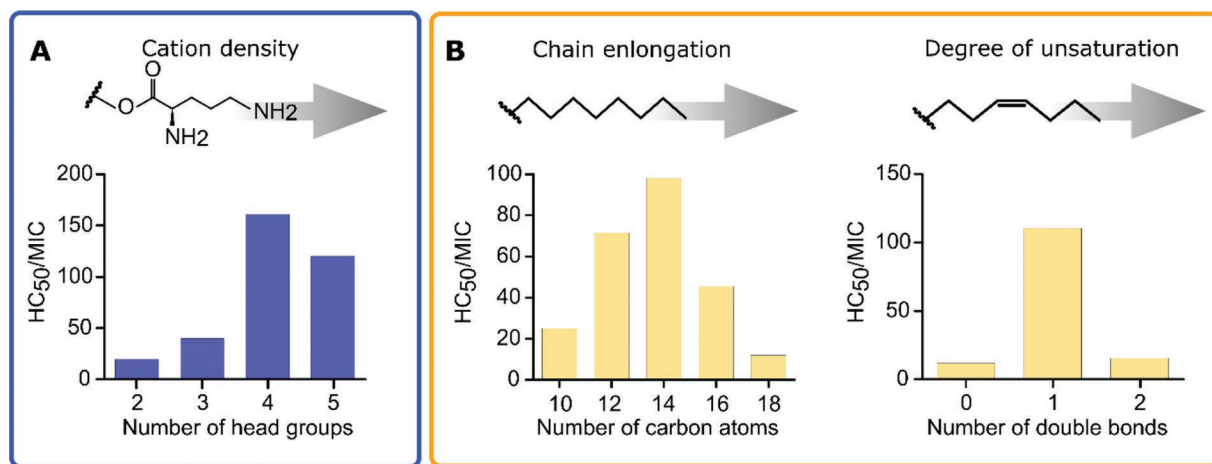 A
Cation density
O
O
NH2
NH2
HC50/MIC
200
150
100
50
0
2 3 4 5
Number of head groups
B
Chain enlongation
HC50/MIC
100
80
60
40
20
0
10 12 14 16 18
Number of carbon atoms
Degree of unsaturation
HC50/MIC
150
100
50
0
0 1 2
Number of double bonds